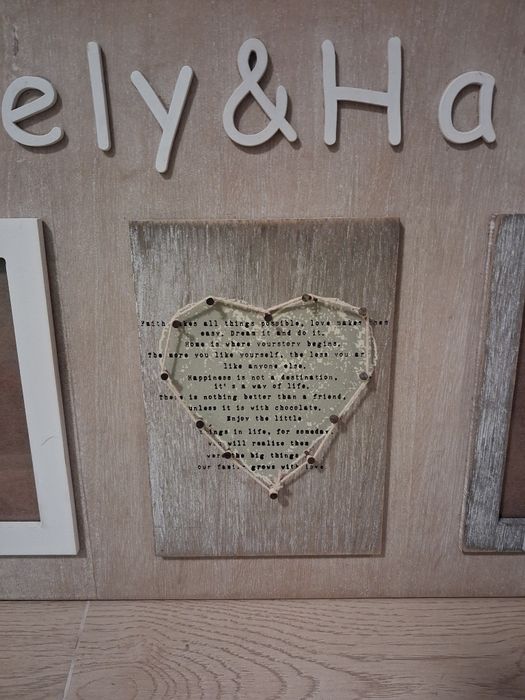 ely&Ha
Faith makes all things possible, love makes them
easy. Dream it and do it.
Home is where yourstory begins.
The more you like yourself, the less you ar
like anyone else.
Happiness is not a destination.
it's a way of life.
There is nothing better than a friend,
unless it is with chocolate.
Enjoy the little
things in life, for someday
you will realize them
were the big things
our family grows with love